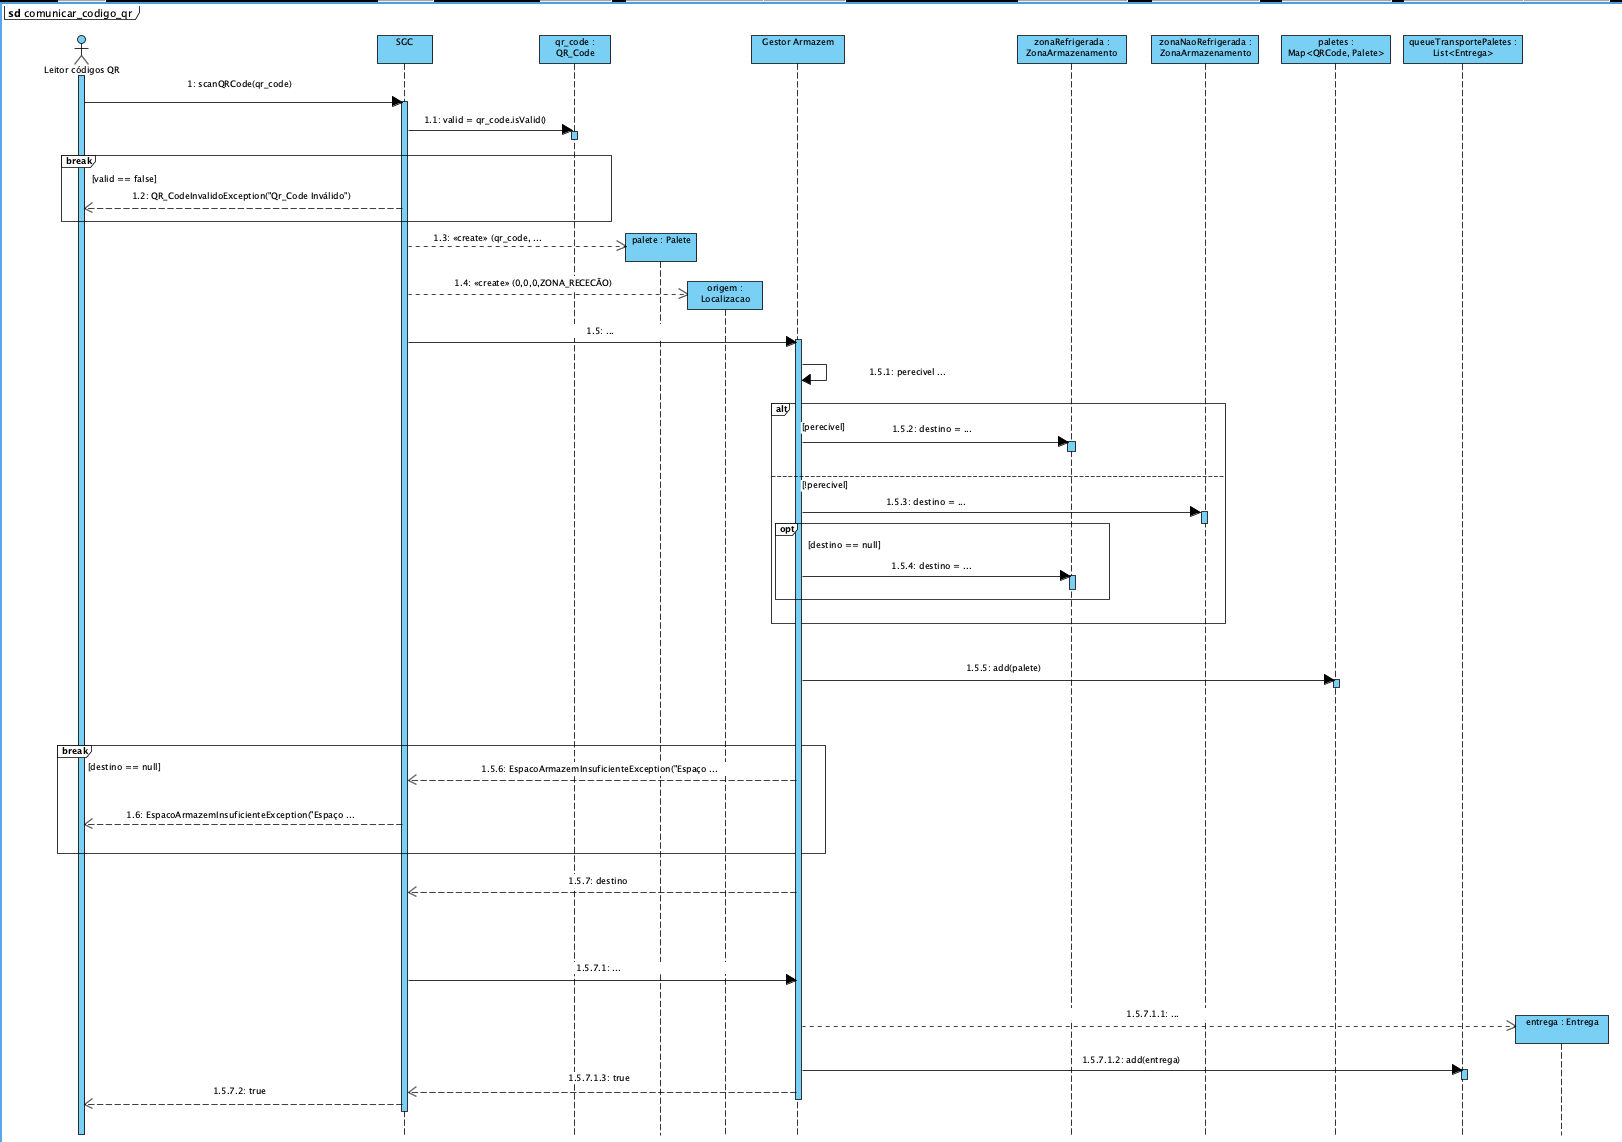 sd comunicar_codigo_qr
Leitor códigos QR
SGC
qr_code :
QR_Code
Gestor Armazem
zonaRefrigerada :
ZonaArmazenamento
zonaNaoRefrigerada :
ZonaArmazenamento
paletes :
Map<QRCode, Palete>
queueTransportePaletes :
List<Entrega>
1: scanQRCode(qr_code)
1.1: valid = qr_code.isValid()
break
[valid == false]
1.2: QR_CodeInvalidoException("Qr_Code Inválido")
1.3: «create» (qr_code, ...
palete : Palete
1.4: «create» (0,0,0,ZONA_RECECÃO)
origem :
Localizacao
1.5: ...
1.5.1: perecivel ...
alt
[perecivel]
1.5.2: destino = ...
[!perecivel]
1.5.3: destino = ...
opt
[destino == null]
1.5.4: destino = ...
1.5.5: add(palete)
break
[destino == null]
1.5.6: EspacoArmazemInsuficienteException("Espaço ...
1.6: EspacoArmazemInsuficienteException("Espaço ...
1.5.7: destino
1.5.7.1: ...
1.5.7.1.1: ...
entrega : Entrega
1.5.7.1.2: add(entrega)
1.5.7.1.3: true
1.5.7.2: true